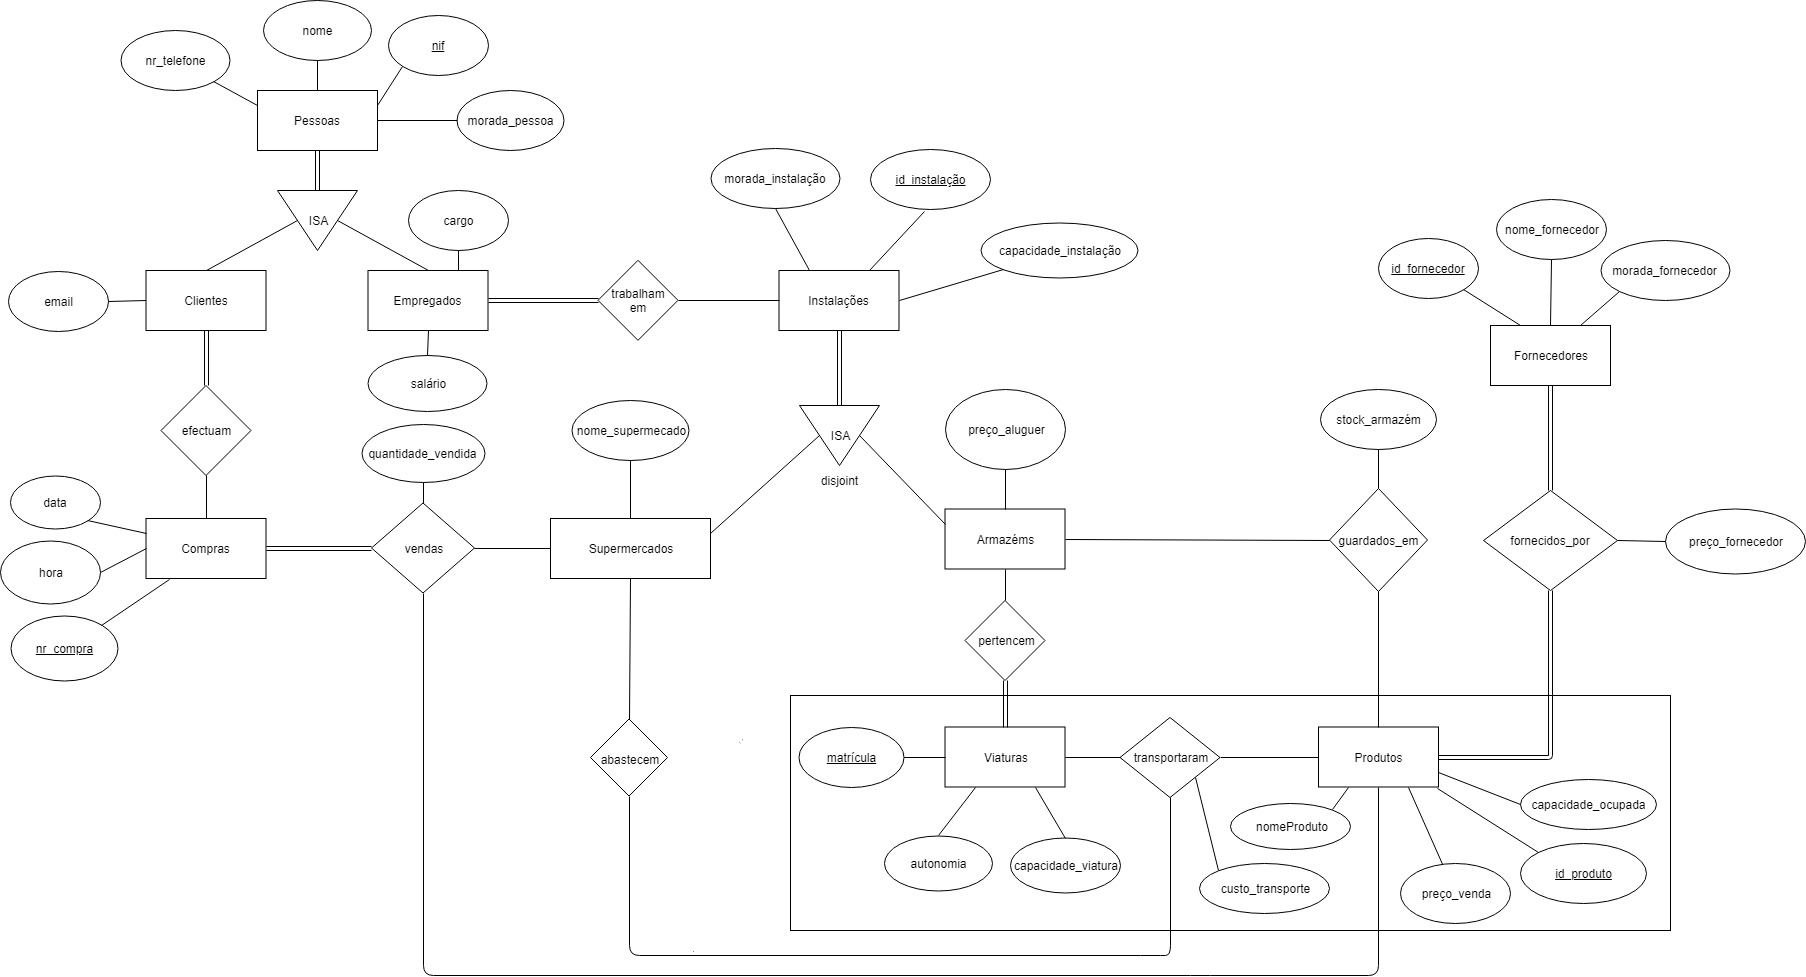 nome
nif
nr_telefone
Pessoas
morada_pessoa
morada_instalação
id_instalação
ISA
cargo
nome_fornecedor
capacidade_instalação
id_fornecedor
morada_fornecedor
email
Clientes
Empregados
trabalham
em
Instalações
Fornecedores
salário
nome_supermecado
preço_aluguer
stock_armazém
efectuam
ISA
quantidade_vendida
disjoint
data
Compras
vendas
Supermercados
Armazéms
guardados_em
fornecidos_por
preço_fornecedor
hora
nr_compra
pertencem
abastecem
matrícula
Viaturas
transportaram
Produtos
capacidade_ocupada
nomeProduto
autonomia
capacidade_viatura
custo_transporte
preço_venda
id_produto